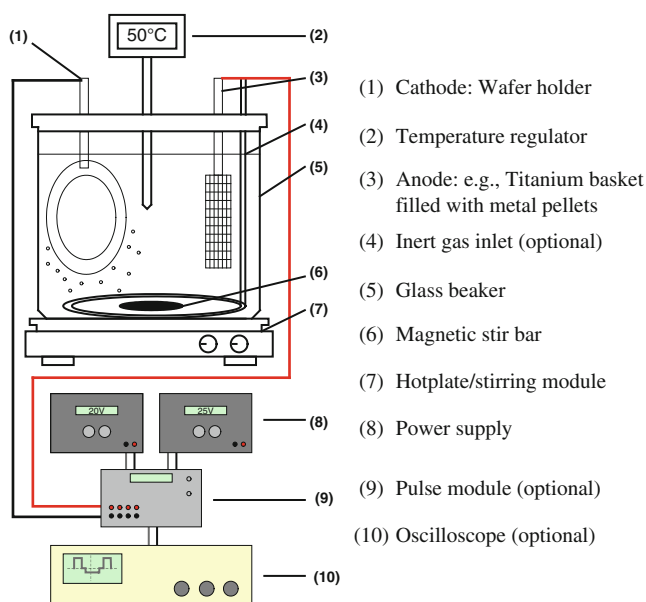 (1)
50°C
(2)
(3)
(4)
(5)
(6)
(7)
20V
25V
(8)
(9)
(10)
(1) Cathode: Wafer holder
(2) Temperature regulator
(3) Anode: e.g., Titanium basket
filled with metal pellets
(4) Inert gas inlet (optional)
(5) Glass beaker
(6) Magnetic stir bar
(7) Hotplate/stirring module
(8) Power supply
(9) Pulse module (optional)
(10) Oscilloscope (optional)